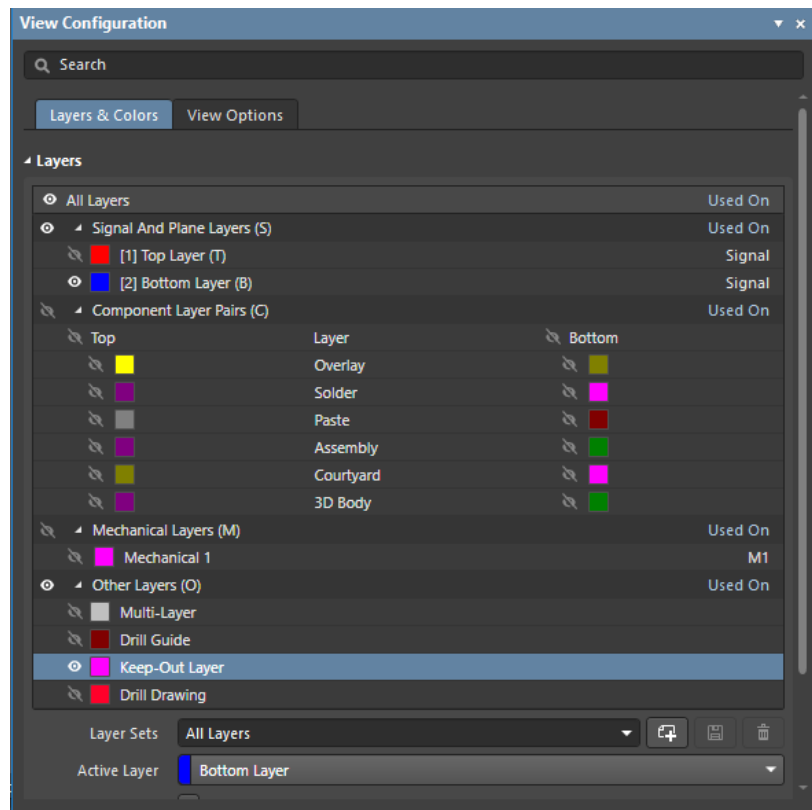 View Configuration
Search
Layers & Colors View Options
Layers
All Layers Used On
Signal And Plane Layers (S) Used On
[1] Top Layer (T) Signal
[2] Bottom Layer (B) Signal
Component Layer Pairs (C) Used On
Top Layer Bottom
Overlay
Solder
Paste
Assembly
Courtyard
3D Body
Mechanical Layers (M) Used On
Mechanical 1 M1
Other Layers (O) Used On
Multi-Layer
Drill Guide
Keep-Out Layer
Drill Drawing
Layer Sets All Layers
Active Layer Bottom Layer